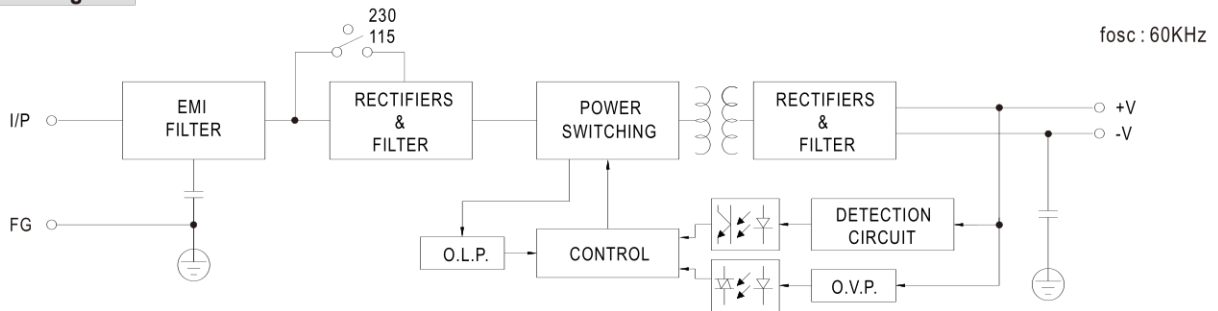 230
115
fosc : 60KHz
I/P
EMI
FILTER
RECTIFIERS
&
FILTER
POWER
SWITCHING
RECTIFIERS
&
FILTER
+V
-V
FG
O.L.P.
CONTROL
DETECTION
CIRCUIT
O.V.P.